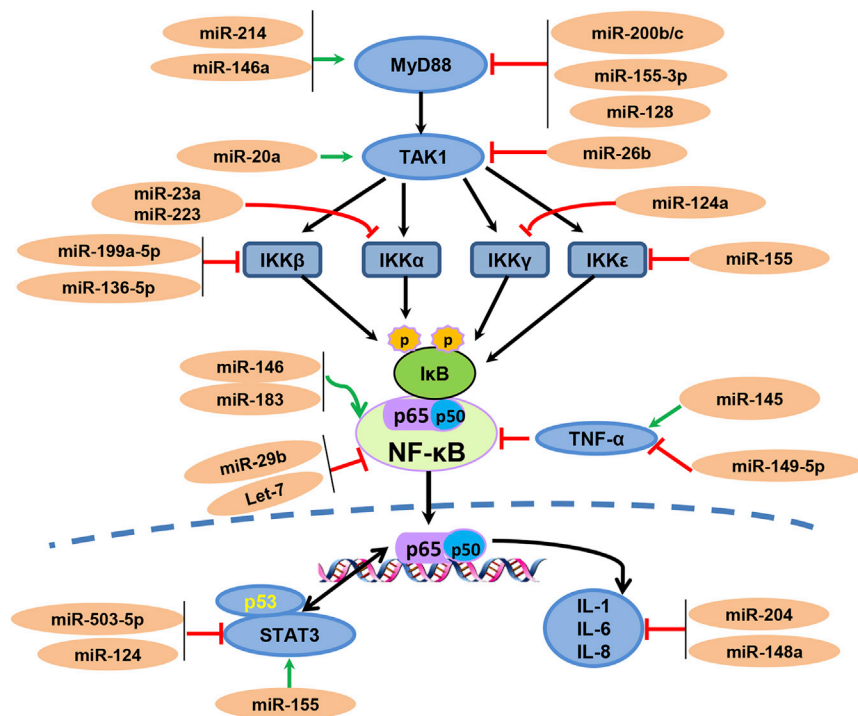 miR-214
miR-146a
MyD88
miR-200b/c
miR-155-3p
miR-128
miR-20a
TAK1
miR-26b
miR-23a
miR-223
miR-124a
miR-199a-5p
miR-136-5p
IKKβ
IKKα
IKKγ
IKKε
miR-155
p
p
IκB
miR-146
miR-183
p65
p50
NF-κB
TNF-α
miR-145
miR-149-5p
miR-29b
Let-7
p65
p50
p53
STAT3
miR-503-5p
miR-124
miR-155
IL-1
IL-6
IL-8
miR-204
miR-148a